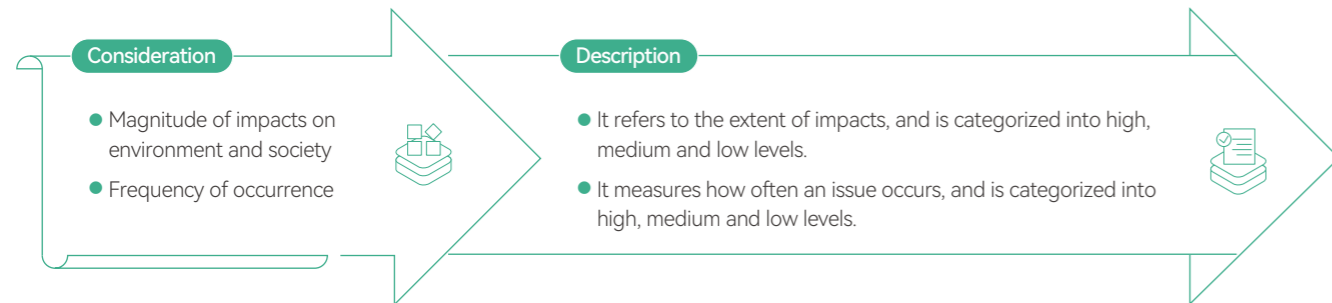 Consideration
Magnitude of impacts on
environment and society
Frequency of occurrence
Description
It refers to the extent of impacts, and is categorized into high,
medium and low levels.
It measures how often an issue occurs, and is categorized into
high, medium and low levels.